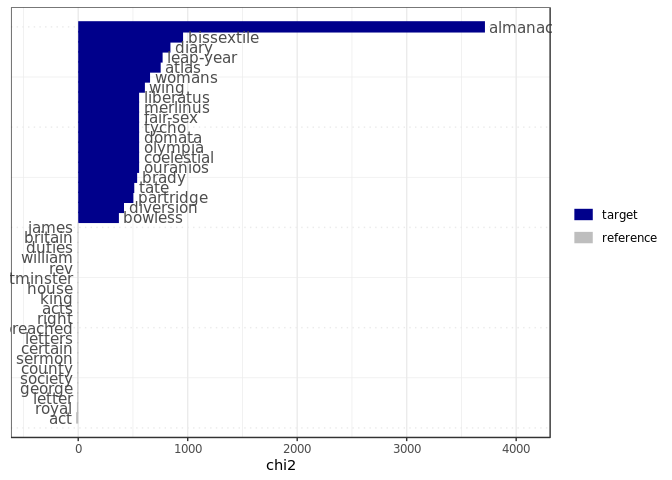 almanac
bissextile
diary
leap-year
atlas
womans
wing
liberatus
merlinus
fair-sex
tycho
domata
olympia
coelestial
ouranios
brady
tate
partridge
diversion
bowless
james
britain
duties
william
rev
tminster
house
king
acts
right
preached
letters
certain
sermon
county
society
george
letter
royal
act
target
reference
0 1000 2000 3000 4000
chi2